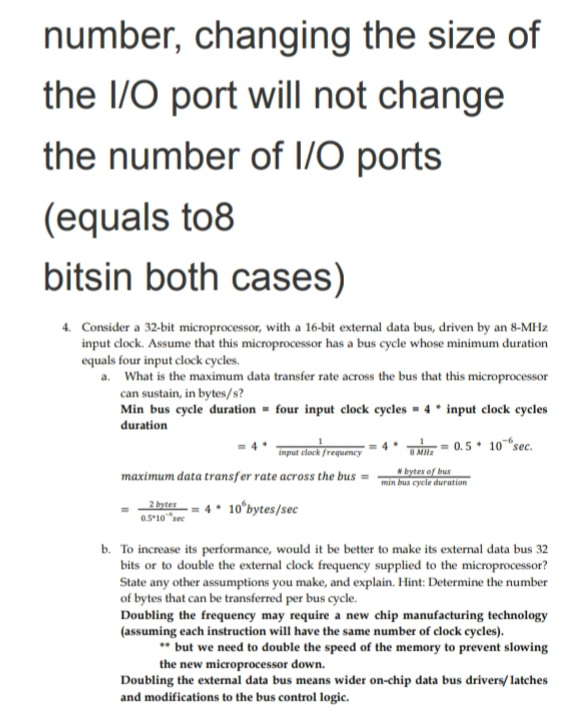 number, changing the size of
the I/O port will not change
the number of I/O ports
(equals to8
bitsin both cases)
4. Consider a 32-bit microprocessor, with a 16-bit external data bus, driven by an 8-MHz
input clock. Assume that this microprocessor has a bus cycle whose minimum duration
equals four input clock cycles.
a. What is the maximum data transfer rate across the bus that this microprocessor
can sustain, in bytes/s?
Min bus cycle duration = four input clock cycles = 4 * input clock cycles
duration
= 4 * 1 / input clock frequency = 4 * 1 / 8 MHz = 0.5 * 10^-6 sec.
maximum data transfer rate across the bus = # bytes of bus / min bus cycle duration
= 2 bytes / 0.5*10^-6 sec = 4 * 10^6 bytes/sec
b. To increase its performance, would it be better to make its external data bus 32
bits or to double the external clock frequency supplied to the microprocessor?
State any other assumptions you make, and explain. Hint: Determine the number
of bytes that can be transferred per bus cycle.
Doubling the frequency may require a new chip manufacturing technology
(assuming each instruction will have the same number of clock cycles).
** but we need to double the speed of the memory to prevent slowing
the new microprocessor down.
Doubling the external data bus means wider on-chip data bus drivers/ latches
and modifications to the bus control logic.